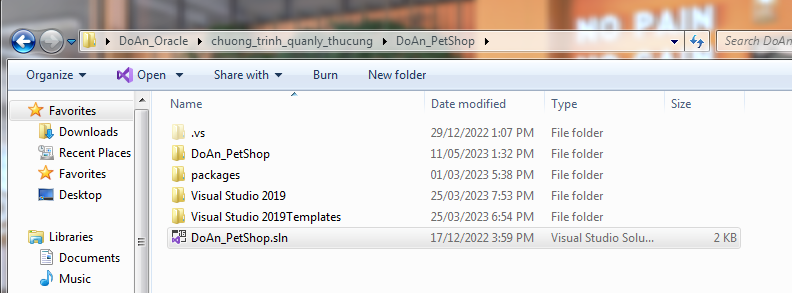 NO PAIN
DoAn_Oracle chuong_trinh_quanly_thucung DoAn_PetShop Search DoAn
Organize Open Share with Burn New folder
Favorites
Downloads
Recent Places
Favorites
Desktop
Libraries
Documents
Music
Name Date modified Type Size
.vs 29/12/2022 1:07 PM File folder
DoAn_PetShop 11/05/2023 1:32 PM File folder
packages 01/03/2023 5:38 PM File folder
Visual Studio 2019 25/03/2023 7:53 PM File folder
Visual Studio 2019Templates 25/03/2023 6:54 PM File folder
DoAn_PetShop.sln 17/12/2022 3:59 PM Visual Studio Solu... 2 KB